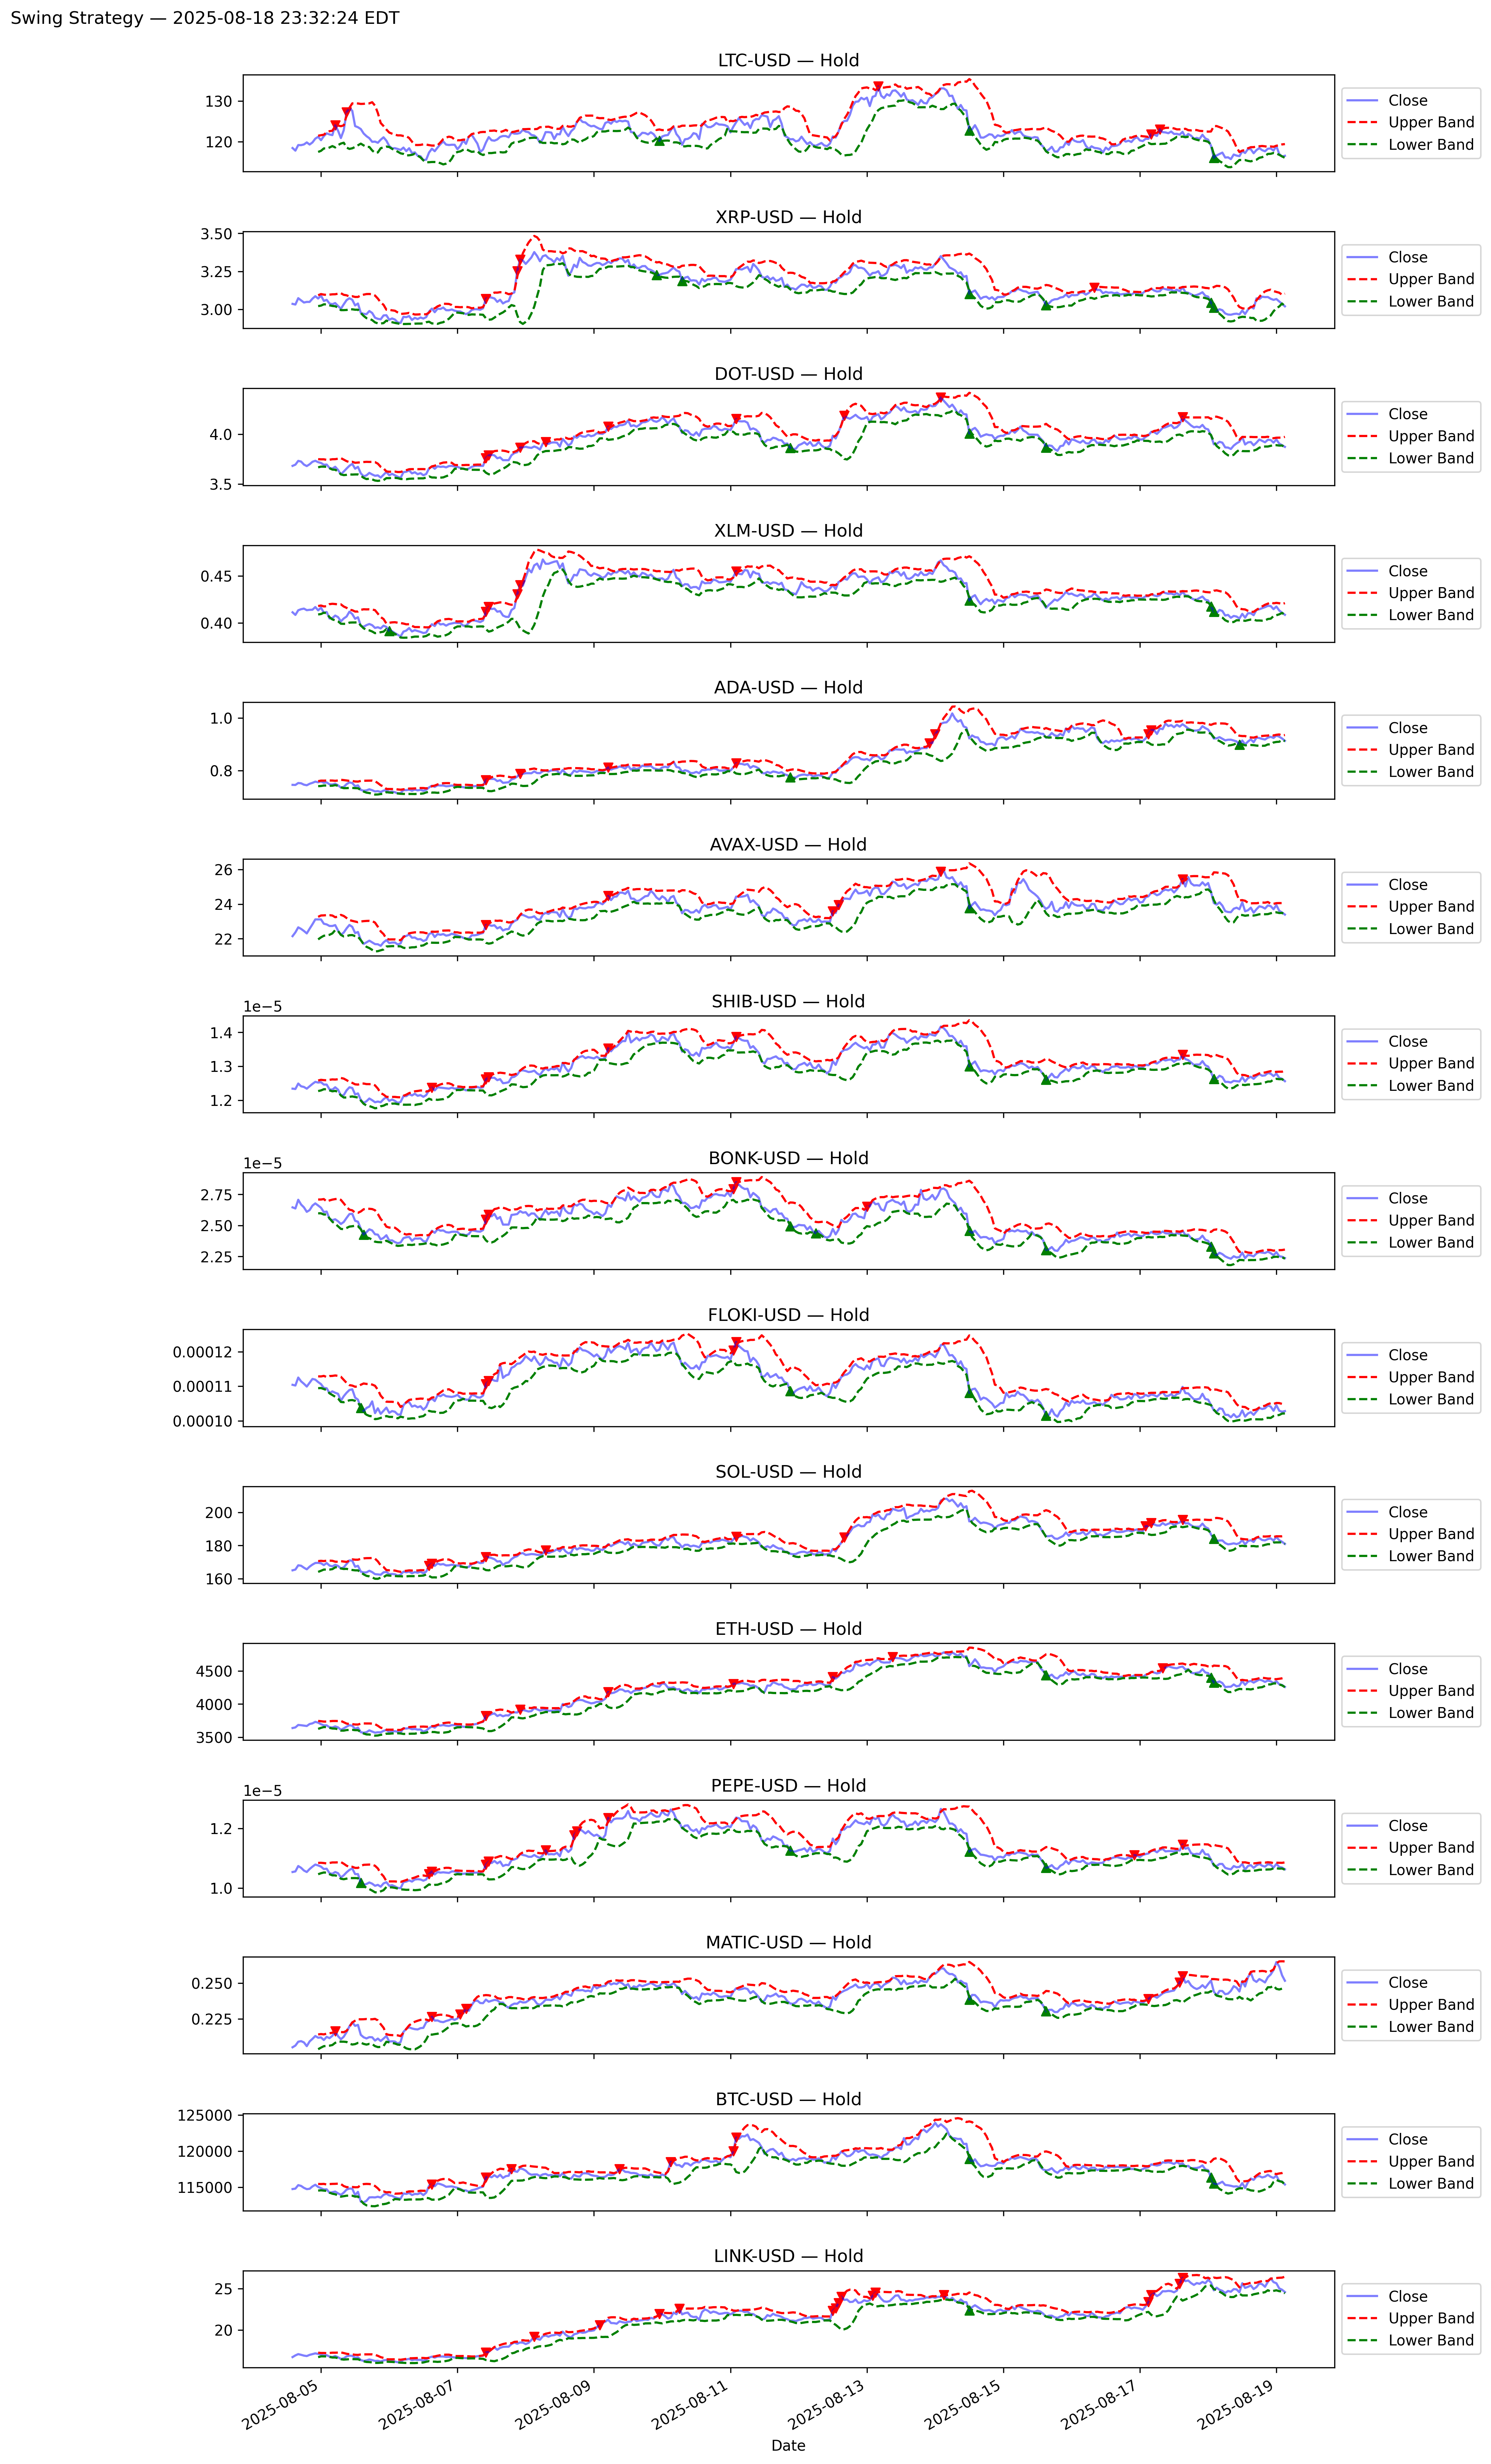 Swing Strategy — 2025-08-18 23:32:24 EDT
LTC-USD — Hold
130
120
Close
Upper Band
Lower Band
XRP-USD — Hold
3.50
3.25
3.00
Close
Upper Band
Lower Band
DOT-USD — Hold
4.0
3.5
Close
Upper Band
Lower Band
XLM-USD — Hold
0.45
0.40
Close
Upper Band
Lower Band
ADA-USD — Hold
1.0
0.8
Close
Upper Band
Lower Band
AVAX-USD — Hold
26
24
22
Close
Upper Band
Lower Band
SHIB-USD — Hold
1e−5
1.4
1.3
1.2
Close
Upper Band
Lower Band
BONK-USD — Hold
1e−5
2.75
2.50
2.25
Close
Upper Band
Lower Band
FLOKI-USD — Hold
0.00012
0.00011
0.00010
Close
Upper Band
Lower Band
SOL-USD — Hold
200
180
160
Close
Upper Band
Lower Band
ETH-USD — Hold
4500
4000
3500
Close
Upper Band
Lower Band
PEPE-USD — Hold
1e−5
1.2
1.0
Close
Upper Band
Lower Band
MATIC-USD — Hold
0.250
0.225
Close
Upper Band
Lower Band
BTC-USD — Hold
125000
120000
115000
Close
Upper Band
Lower Band
LINK-USD — Hold
25
20
Close
Upper Band
Lower Band
2025-08-05
2025-08-07
2025-08-09
2025-08-11
2025-08-13
2025-08-15
2025-08-17
2025-08-19
Date